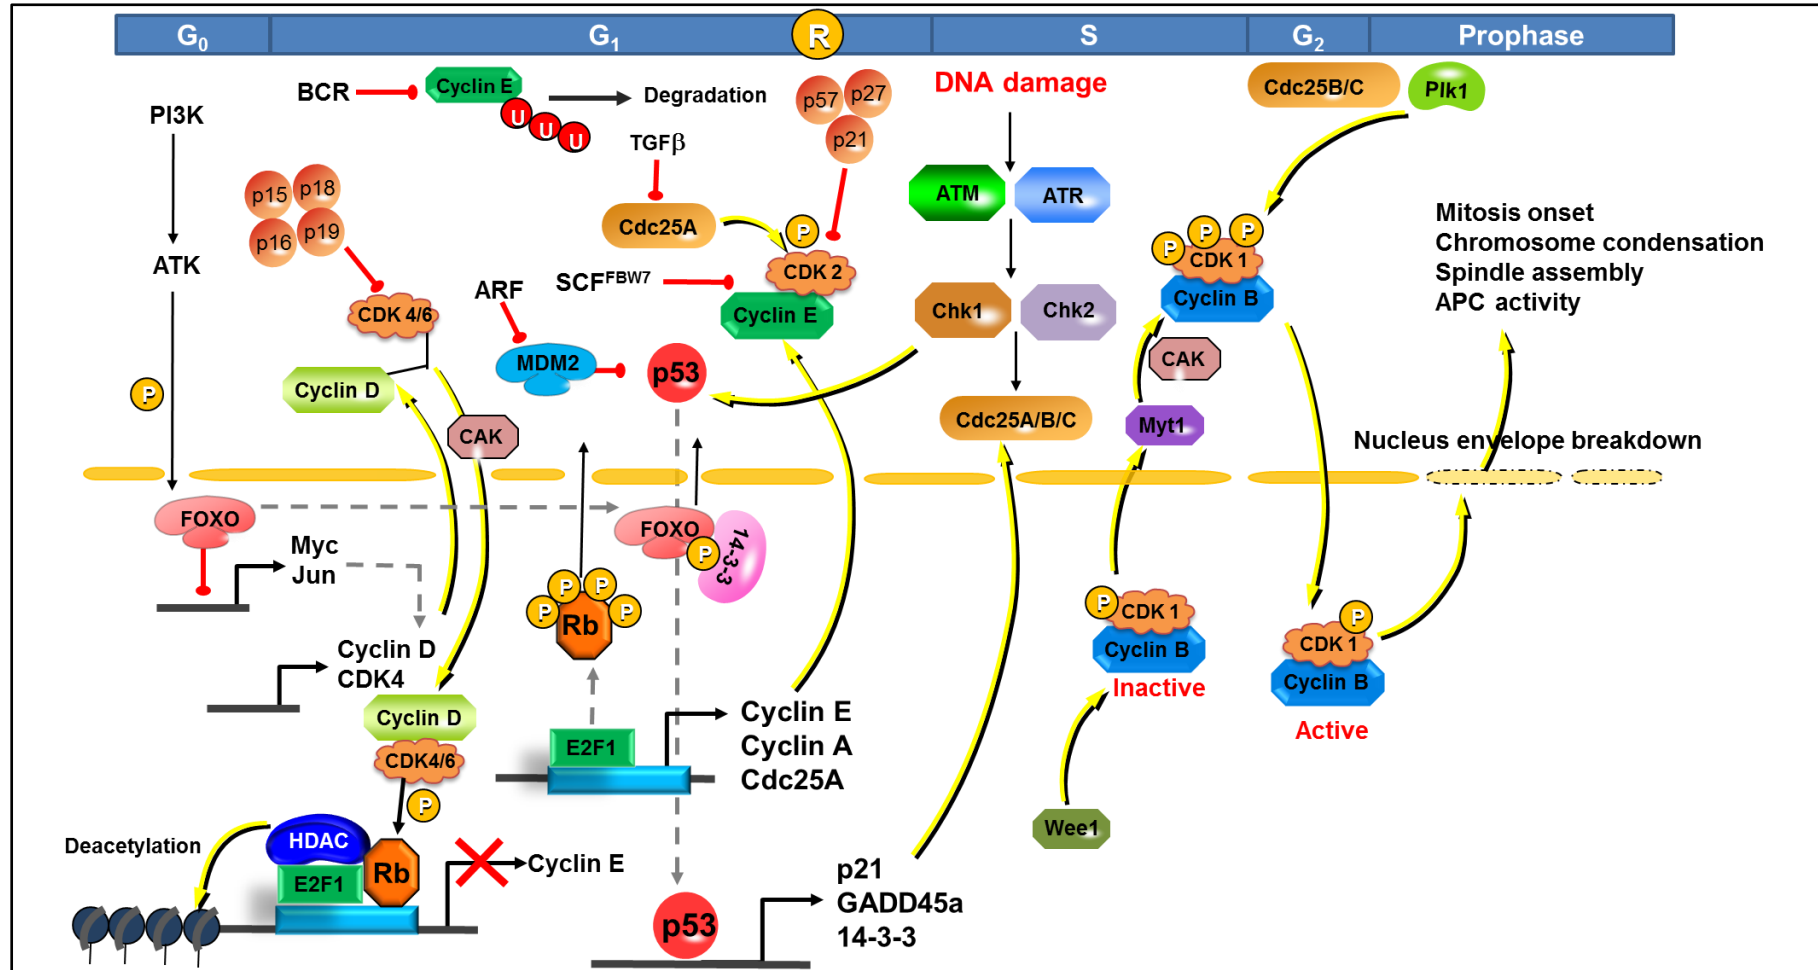 G0
G1
R
S
G2
Prophase
BCR
Cyclin E
U
U
U
Degradation
p57
p27
p21
DNA damage
Cdc25B/C
Plk1
PI3K
TGFβ
p15
p18
p16
p19
Cdc25A
P
CDK 2
Cyclin E
ATM
ATR
P
P
P
CDK 1
Cyclin B
Mitosis onset
Chromosome condensation
Spindle assembly
APC activity
ATK
SCFFBW7
ARF
CDK 4/6
Chk1
Chk2
MDM2
p53
CAK
P
Cyclin D
CAK
Cdc25A/B/C
Myt1
Nucleus envelope breakdown
FOXO
FOXO
P
14-3-3
Myc
Jun
P
P
P
P
Rb
P
CDK 1
Cyclin B
Inactive
P
CDK 1
Cyclin B
Active
Cyclin D
CDK4
Cyclin D
CDK4/6
P
E2F1
Cyclin E
Cyclin A
Cdc25A
Wee1
Deacetylation
HDAC
E2F1
Rb
Cyclin E
p53
p21
GADD45a
14-3-3